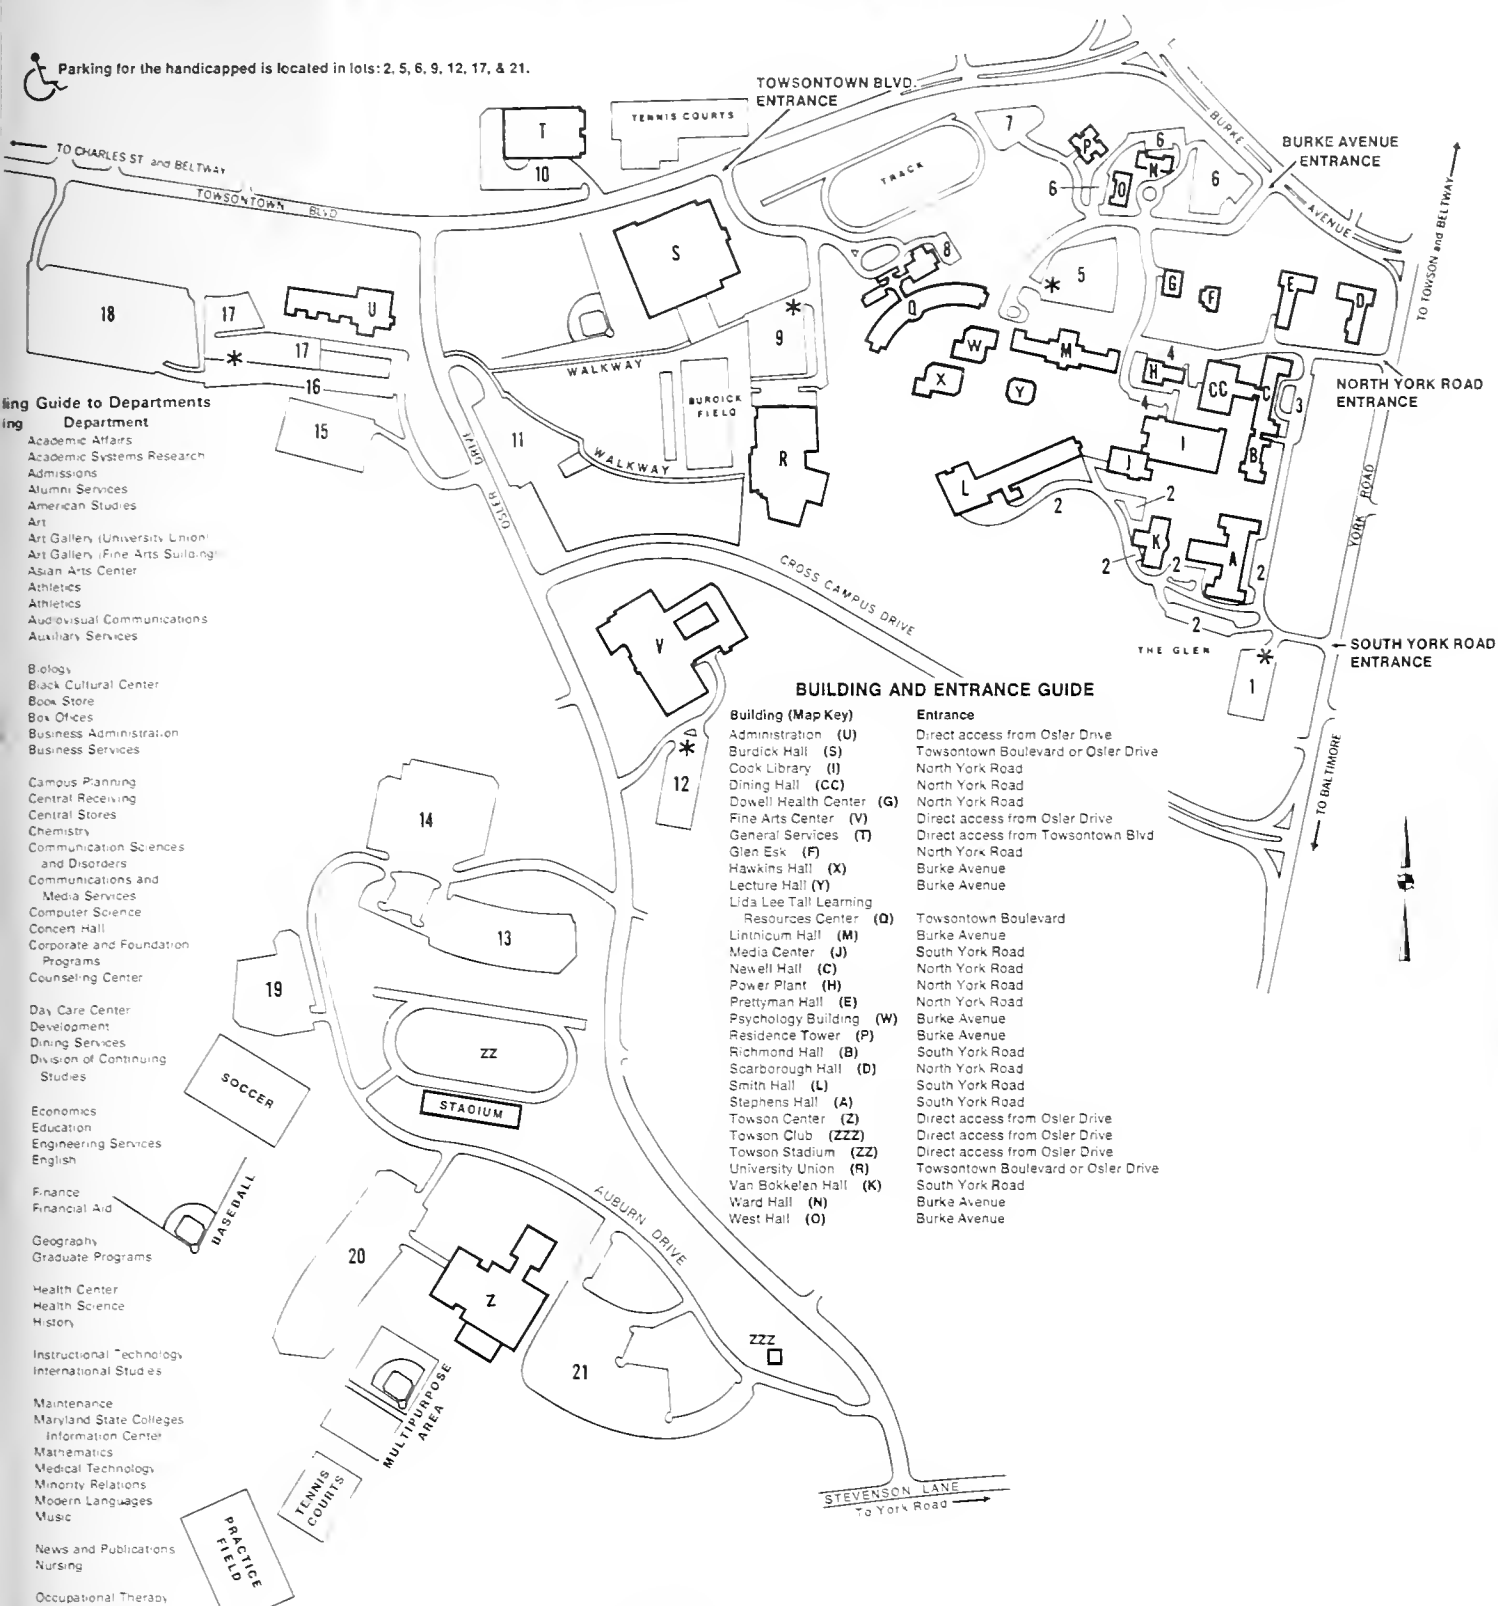 Parking for the handicapped is located in lots: 2, 5, 6, 9, 12, 17, & 21.
TOWSONTOWN BLVD.
ENTRANCE
TENNIS COURTS
T
10
TO CHARLES ST and BELTWAY
TOWSONTOWN BLVD
TRACK
7
P
6
N
6
O
6
BURKE
AVENUE
BURKE AVENUE
ENTRANCE
TO TOWSON and BELTWAY
S
8
Q
5
G
F
E
D
18
17
U
17
16
15
9
WALKWAY
BURDICK
FIELD
WALKWAY
11
R
W
X
Y
M
4
H
4
CC
C
3
NORTH YORK ROAD
ENTRANCE
I
J
B
L
2
2
K
2
2
A
2
2
YORK ROAD
OSLER DRIVE
CROSS CAMPUS DRIVE
THE GLEN
SOUTH YORK ROAD
ENTRANCE
1
TO BALTIMORE
V
12
14
13
19
ZZ
STADIUM
SOCCER
BASEBALL
20
Z
AUBURN DRIVE
21
ZZZ
MULTIPURPOSE
AREA
TENNIS
COURTS
PRACTICE
FIELD
STEVENSON LANE
To York Road
ing Guide to Departments
ing Department
Academic Affairs
Academic Systems Research
Admissions
Alumni Services
American Studies
Art
Art Gallery (University Union)
Art Gallery (Fine Arts Building)
Asian Arts Center
Athletics
Athletics
Audiovisual Communications
Auxiliary Services
Biology
Black Cultural Center
Book Store
Box Offices
Business Administration
Business Services
Campus Planning
Central Receiving
Central Stores
Chemistry
Communication Sciences
and Disorders
Communications and
Media Services
Computer Science
Concert Hall
Corporate and Foundation
Programs
Counseling Center
Day Care Center
Development
Dining Services
Division of Continuing
Studies
Economics
Education
Engineering Services
English
Finance
Financial Aid
Geography
Graduate Programs
Health Center
Health Science
History
Instructional Technology
International Studies
Maintenance
Maryland State Colleges
Information Center
Mathematics
Medical Technology
Minority Relations
Modern Languages
Music
News and Publications
Nursing
Occupational Therapy
BUILDING AND ENTRANCE GUIDE
Building (Map Key) Entrance
Administration (U) Direct access from Osler Drive
Burdick Hall (S) Towsontown Boulevard or Osler Drive
Cook Library (I) North York Road
Dining Hall (CC) North York Road
Dowell Health Center (G) North York Road
Fine Arts Center (V) Direct access from Osler Drive
General Services (T) Direct access from Towsontown Blvd
Glen Esk (F) North York Road
Hawkins Hall (X) Burke Avenue
Lecture Hall (Y) Burke Avenue
Lida Lee Tall Learning
Resources Center (Q) Towsontown Boulevard
Linthicum Hall (M) Burke Avenue
Media Center (J) South York Road
Newell Hall (C) North York Road
Power Plant (H) North York Road
Prettyman Hall (E) North York Road
Psychology Building (W) Burke Avenue
Residence Tower (P) Burke Avenue
Richmond Hall (B) South York Road
Scarborough Hall (D) North York Road
Smith Hall (L) South York Road
Stephens Hall (A) South York Road
Towson Center (Z) Direct access from Osler Drive
Towson Club (ZZZ) Direct access from Osler Drive
Towson Stadium (ZZ) Direct access from Osler Drive
University Union (R) Towsontown Boulevard or Osler Drive
Van Bokkelen Hall (K) South York Road
Ward Hall (N) Burke Avenue
West Hall (O) Burke Avenue